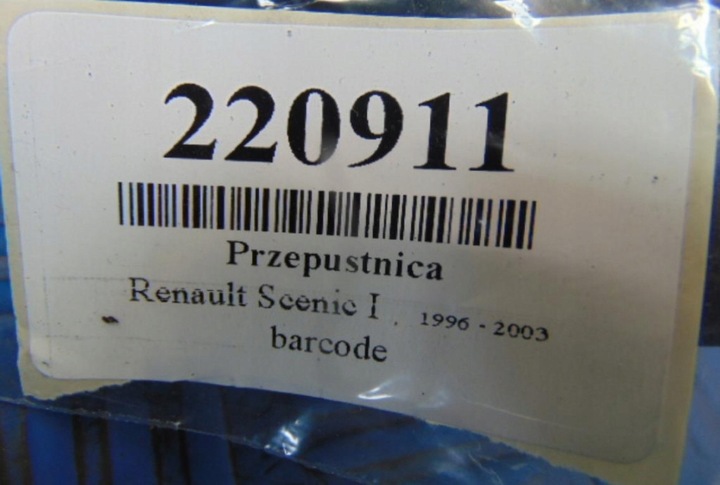 220911
Przepustnica
Renault Scenic I , 1996 - 2003
barcode